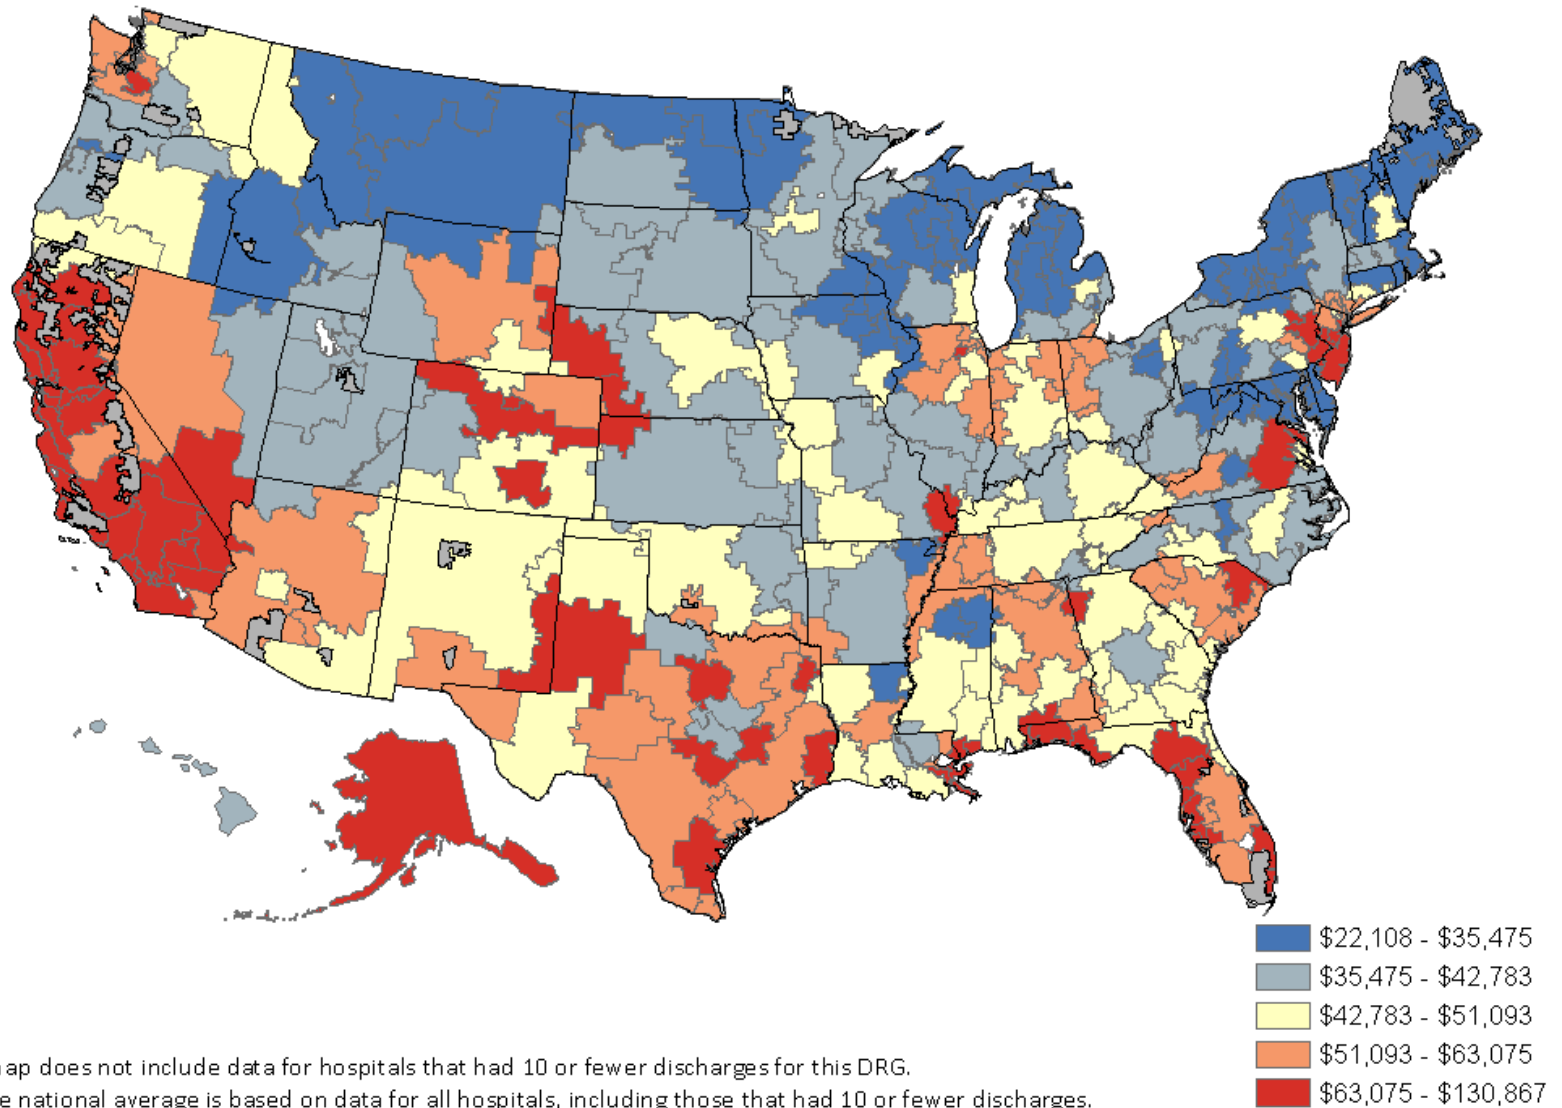 $22,108 - $35,475
$35,475 - $42,783
$42,783 - $51,093
$51,093 - $63,075
$63,075 - $130,867
ap does not include data for hospitals that had 10 or fewer discharges for this DRG.
e national average is based on data for all hospitals, including those that had 10 or fewer discharges.